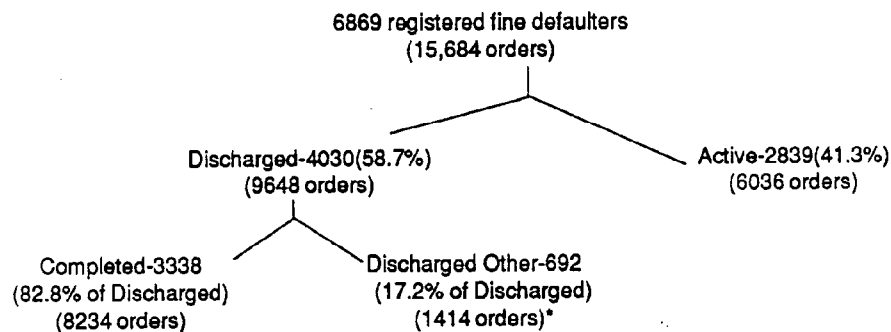 6869 registered fine defaulters
(15,684 orders)
Discharged-4030(58.7%)
(9648 orders)
Active-2839(41.3%)
(6036 orders)
Completed-3338
(82.8% of Discharged)
(8234 orders)
Discharged Other-692
(17.2% of Discharged)
(1414 orders)*